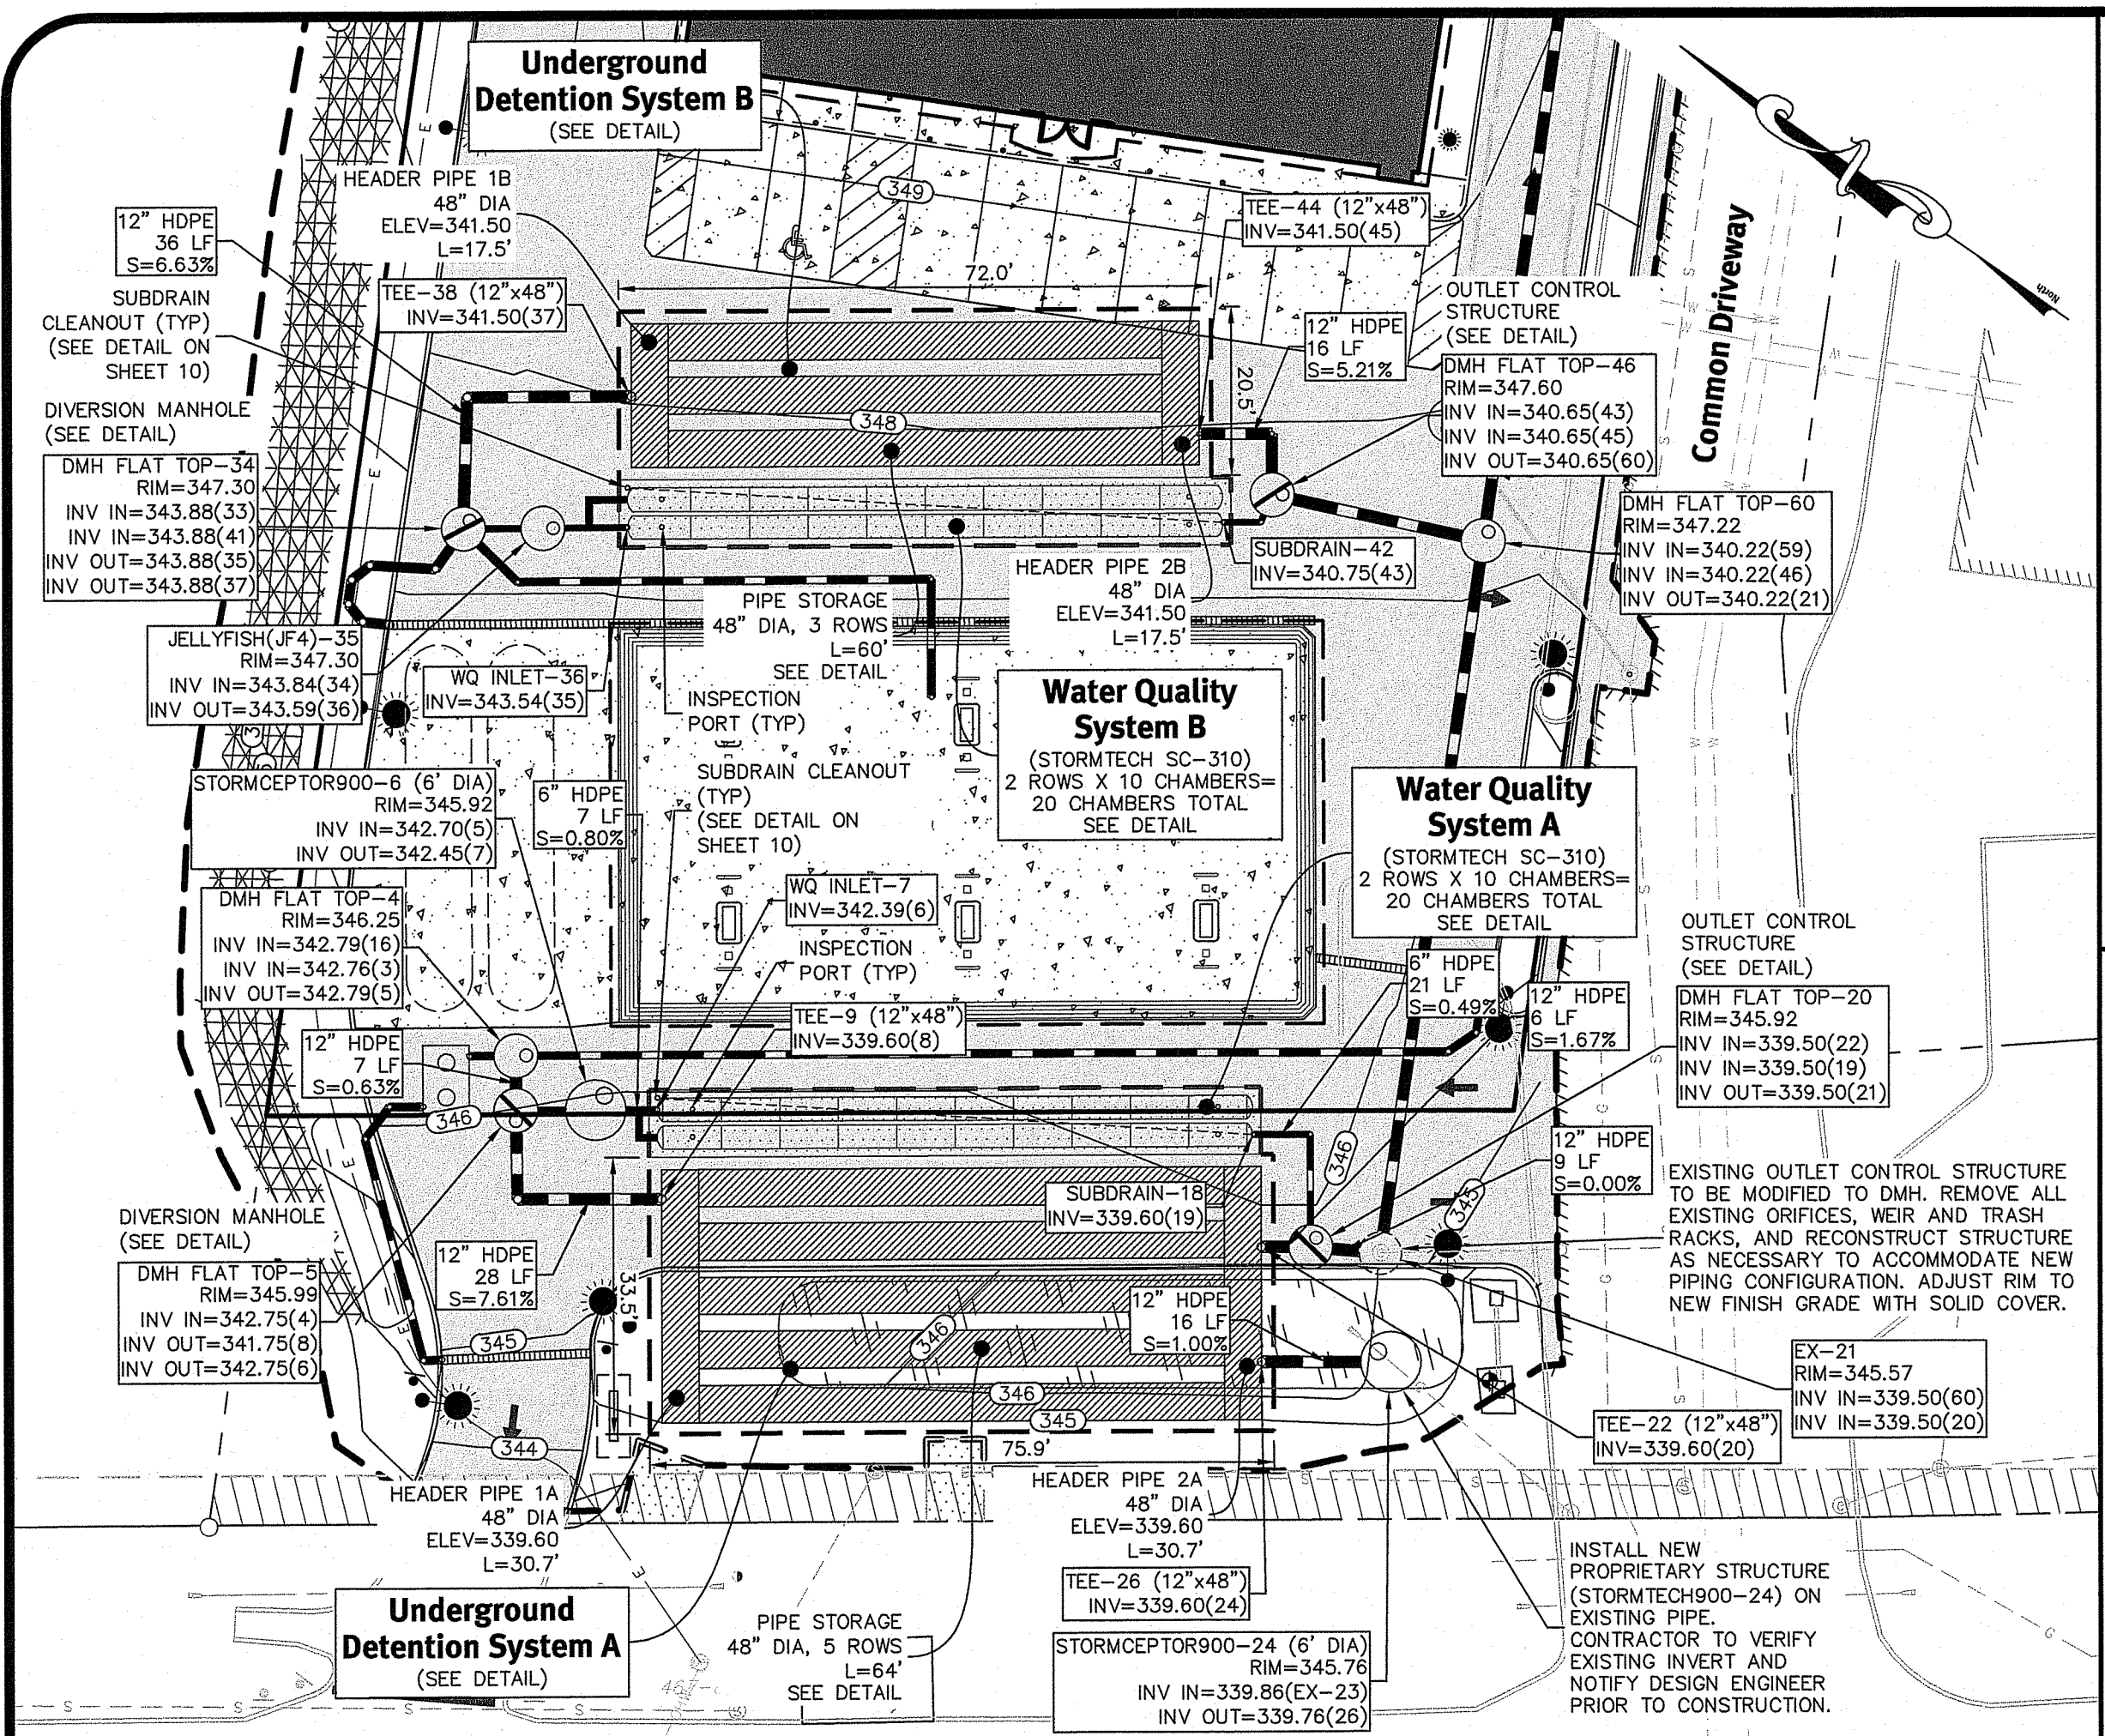 Underground
Detention System B
(SEE DETAIL)
HEADER PIPE 1B
48" DIA
ELEV=341.50
L=17.5'
349
TEE-44 (12"x48")
INV=341.50(45)
12" HDPE
36 LF
S=6.63%
72.0'
Common Driveway
North
SUBDRAIN
CLEANOUT (TYP)
(SEE DETAIL ON
SHEET 10)
TEE-38 (12"x48")
INV=341.50(37)
OUTLET CONTROL
STRUCTURE
(SEE DETAIL)
12" HDPE
16 LF
S=5.21%
20.5'
DMH FLAT TOP-46
RIM=347.60
INV IN=340.65(43)
INV IN=340.65(45)
INV OUT=340.65(60)
348
DIVERSION MANHOLE
(SEE DETAIL)
DMH FLAT TOP-34
RIM=347.30
INV IN=343.88(33)
INV IN=343.88(41)
INV OUT=343.88(35)
INV OUT=343.88(37)
DMH FLAT TOP-60
RIM=347.22
INV IN=340.22(59)
INV IN=340.22(46)
INV OUT=340.22(21)
SUBDRAIN-42
INV=340.75(43)
HEADER PIPE 2B
48" DIA
ELEV=341.50
L=17.5'
PIPE STORAGE
48" DIA, 3 ROWS
L=60'
SEE DETAIL
JELLYFISH(JF4)-35
RIM=347.30
INV IN=343.84(34)
INV OUT=343.59(36)
WQ INLET-36
INV=343.54(35)
INSPECTION
PORT (TYP)
Water Quality
System B
(STORMTECH SC-310)
2 ROWS X 10 CHAMBERS=
20 CHAMBERS TOTAL
SEE DETAIL
STORMCEPTOR900-6 (6' DIA)
RIM=345.92
INV IN=342.70(5)
INV OUT=342.45(7)
6" HDPE
7 LF
S=0.80%
SUBDRAIN CLEANOUT
(TYP)
(SEE DETAIL ON
SHEET 10)
Water Quality
System A
(STORMTECH SC-310)
2 ROWS X 10 CHAMBERS=
20 CHAMBERS TOTAL
SEE DETAIL
DMH FLAT TOP-4
RIM=346.25
INV IN=342.79(16)
INV IN=342.76(3)
INV OUT=342.79(5)
WQ INLET-7
INV=342.39(6)
INSPECTION
PORT (TYP)
OUTLET CONTROL
STRUCTURE
(SEE DETAIL)
6" HDPE
21 LF
S=0.49%
12" HDPE
6 LF
S=1.67%
DMH FLAT TOP-20
RIM=345.92
INV IN=339.50(22)
INV IN=339.50(19)
INV OUT=339.50(21)
TEE-9 (12"x48")
INV=339.60(8)
12" HDPE
7 LF
S=0.63%
346
346
12" HDPE
9 LF
S=0.00%
345
EXISTING OUTLET CONTROL STRUCTURE
TO BE MODIFIED TO DMH. REMOVE ALL
EXISTING ORIFICES, WEIR AND TRASH
RACKS, AND RECONSTRUCT STRUCTURE
AS NECESSARY TO ACCOMMODATE NEW
PIPING CONFIGURATION. ADJUST RIM TO
NEW FINISH GRADE WITH SOLID COVER.
SUBDRAIN-18
INV=339.60(19)
DIVERSION MANHOLE
(SEE DETAIL)
DMH FLAT TOP-5
RIM=345.99
INV IN=342.75(4)
INV OUT=341.75(8)
INV OUT=342.75(6)
12" HDPE
28 LF
S=7.61%
33.5'
12" HDPE
16 LF
S=1.00%
346
345
346
345
344
75.9'
EX-21
RIM=345.57
INV IN=339.50(60)
INV IN=339.50(20)
TEE-22 (12"x48")
INV=339.60(20)
HEADER PIPE 1A
48" DIA
ELEV=339.60
L=30.7'
HEADER PIPE 2A
48" DIA
ELEV=339.60
L=30.7'
TEE-26 (12"x48")
INV=339.60(24)
INSTALL NEW
PROPRIETARY STRUCTURE
(STORMTECH900-24) ON
EXISTING PIPE.
CONTRACTOR TO VERIFY
EXISTING INVERT AND
NOTIFY DESIGN ENGINEER
PRIOR TO CONSTRUCTION.
Underground
Detention System A
(SEE DETAIL)
PIPE STORAGE
48" DIA, 5 ROWS
L=64'
SEE DETAIL
STORMCEPTOR900-24 (6' DIA)
RIM=345.76
INV IN=339.86(EX-23)
INV OUT=339.76(26)